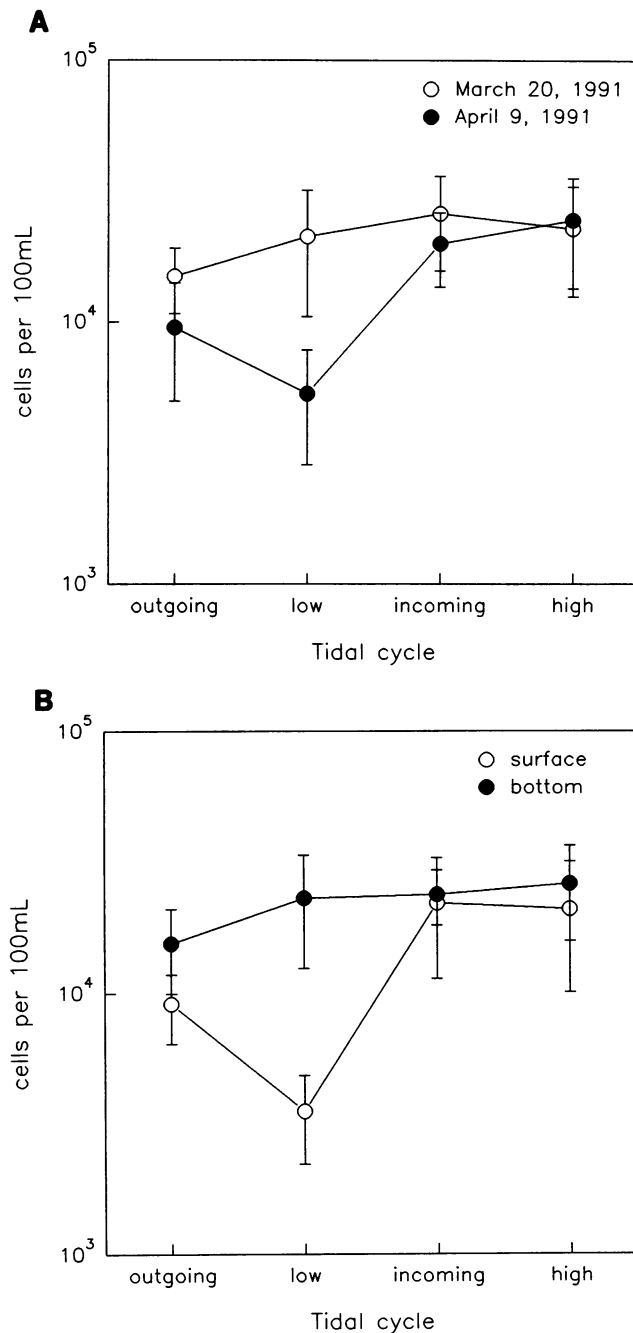 A
10^5
March 20, 1991
April 9, 1991
cells per 100mL
10^4
10^3
outgoing low incoming high
Tidal cycle
B
10^5
surface
bottom
cells per 100mL
10^4
10^3
outgoing low incoming high
Tidal cycle